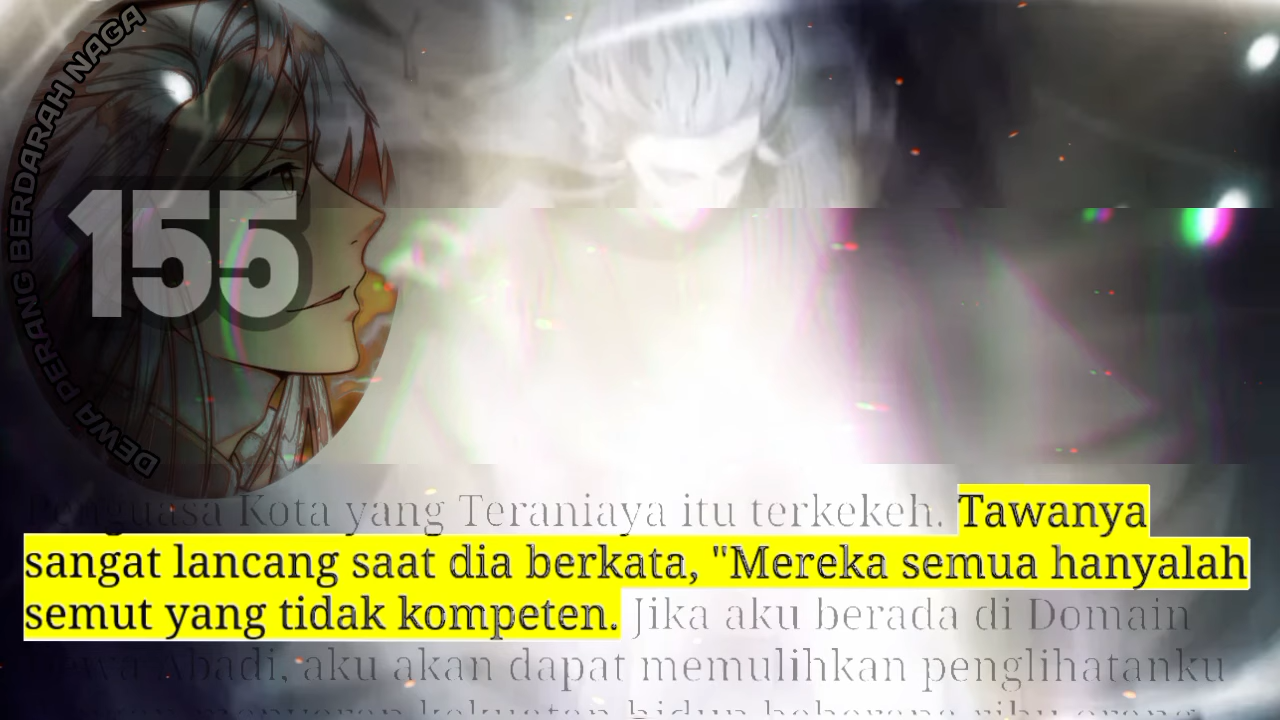 DEWA PERANG BERDARAH NAGA
155
Penguasa Kota yang Teraniaya itu terkekeh. Tawanya
sangat lancang saat dia berkata, "Mereka semua hanyalah
semut yang tidak kompeten. Jika aku berada di Domain
Dewa Abadi, aku akan dapat memulihkan penglihatanku